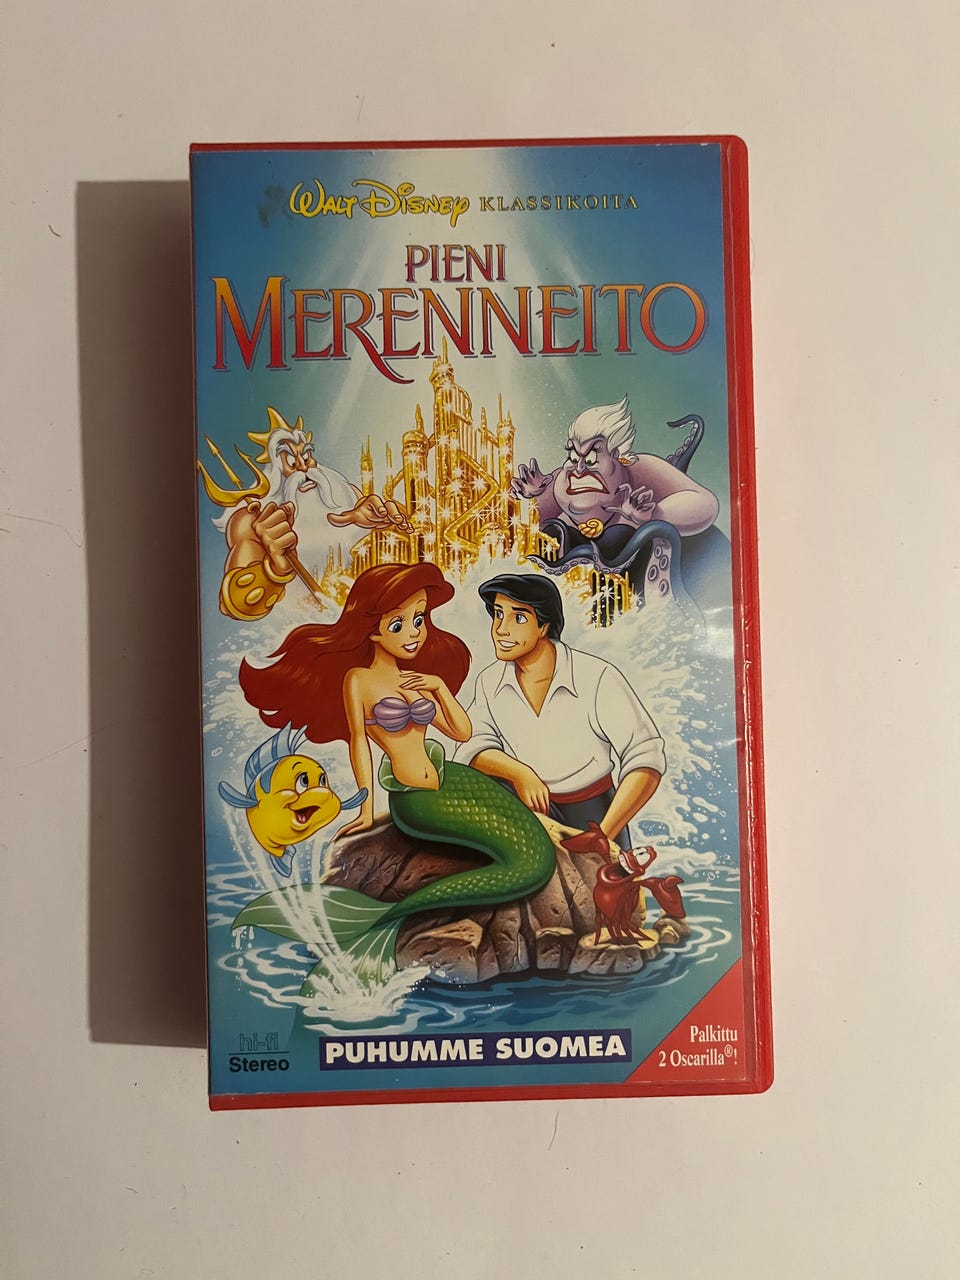 Walt Disney KLASSIKOITA
PIENI
MERENNEITO
hi-fi
Stereo
PUHUMME SUOMEA
Palkittu
2 Oscarilla®!